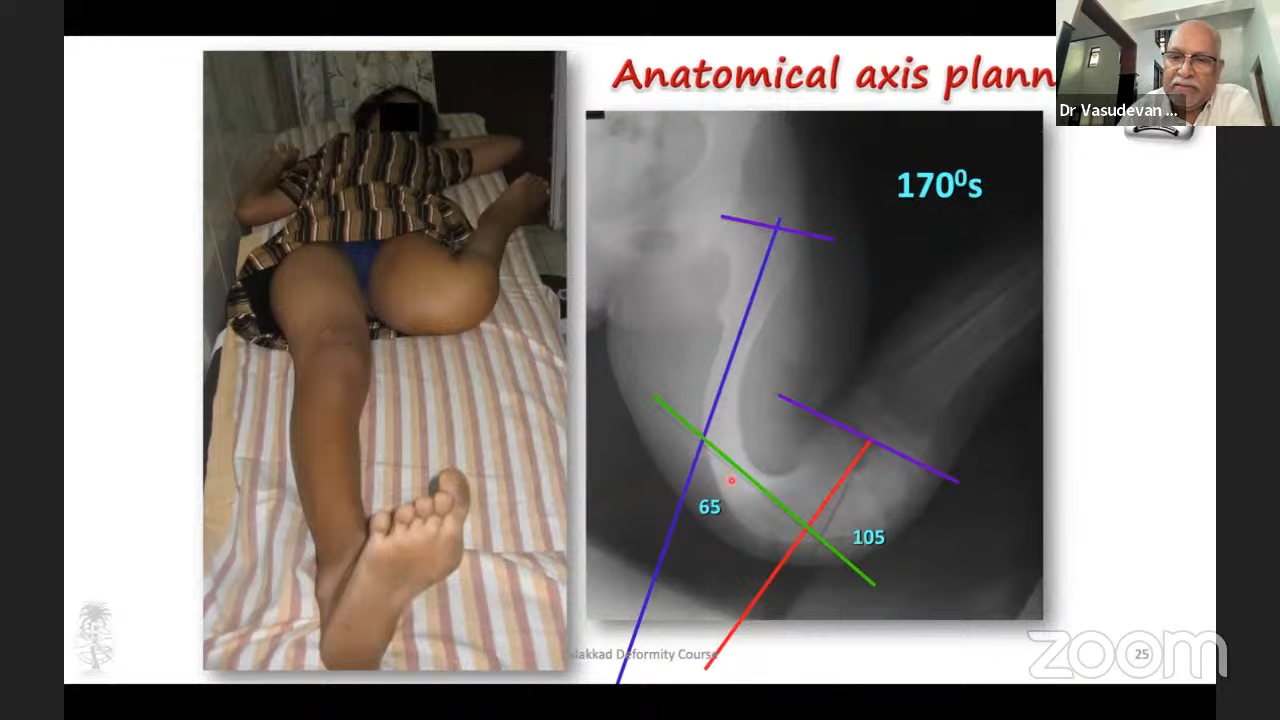 Anatomical axis plann
Dr Vasudevan ...
170⁰s
65
105
lakkad Deformity Course
25
zoom